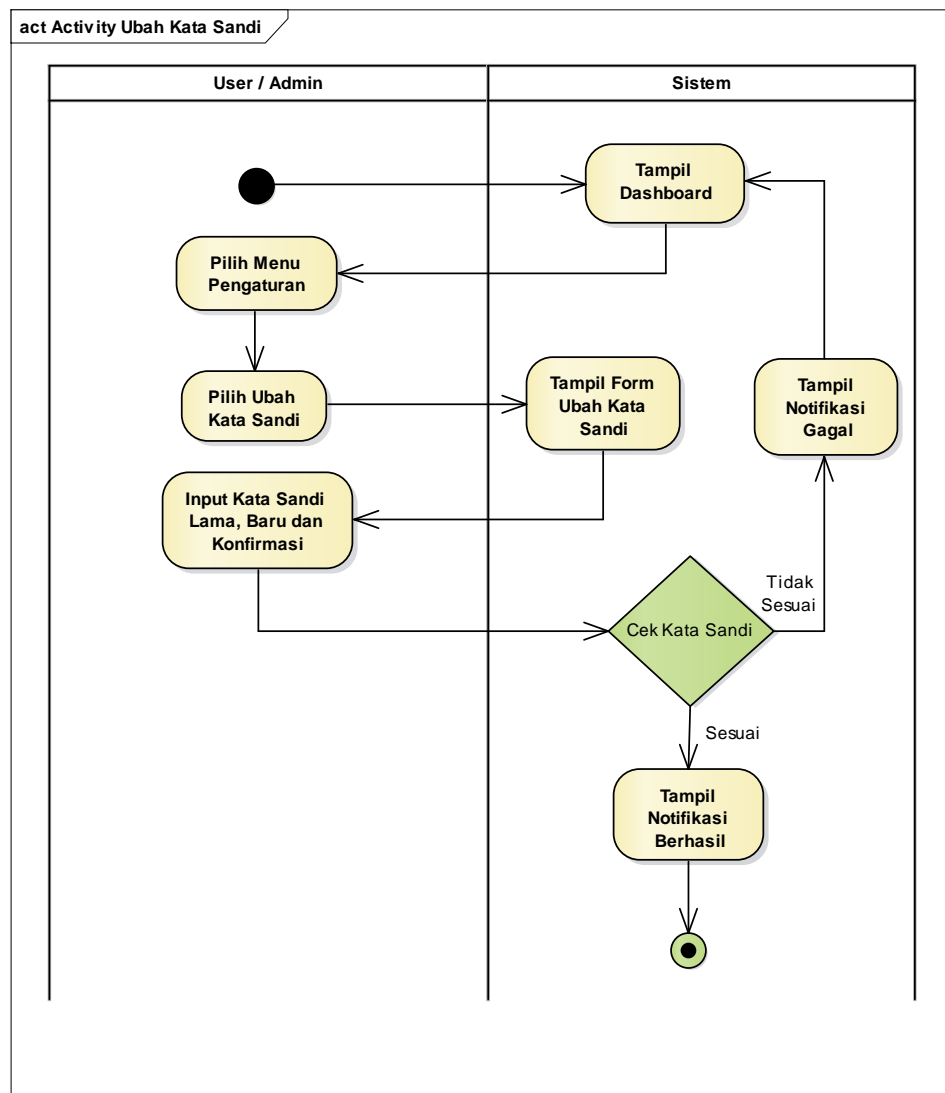 act Activity Ubah Kata Sandi
User / Admin
Sistem
Tampil
Dashboard
Pilih Menu
Pengaturan
Pilih Ubah
Kata Sandi
Tampil Form
Ubah Kata
Sandi
Tampil
Notifikasi
Gagal
Input Kata Sandi
Lama, Baru dan
Konfirmasi
Tidak
Sesuai
Cek Kata Sandi
Sesuai
Tampil
Notifikasi
Berhasil